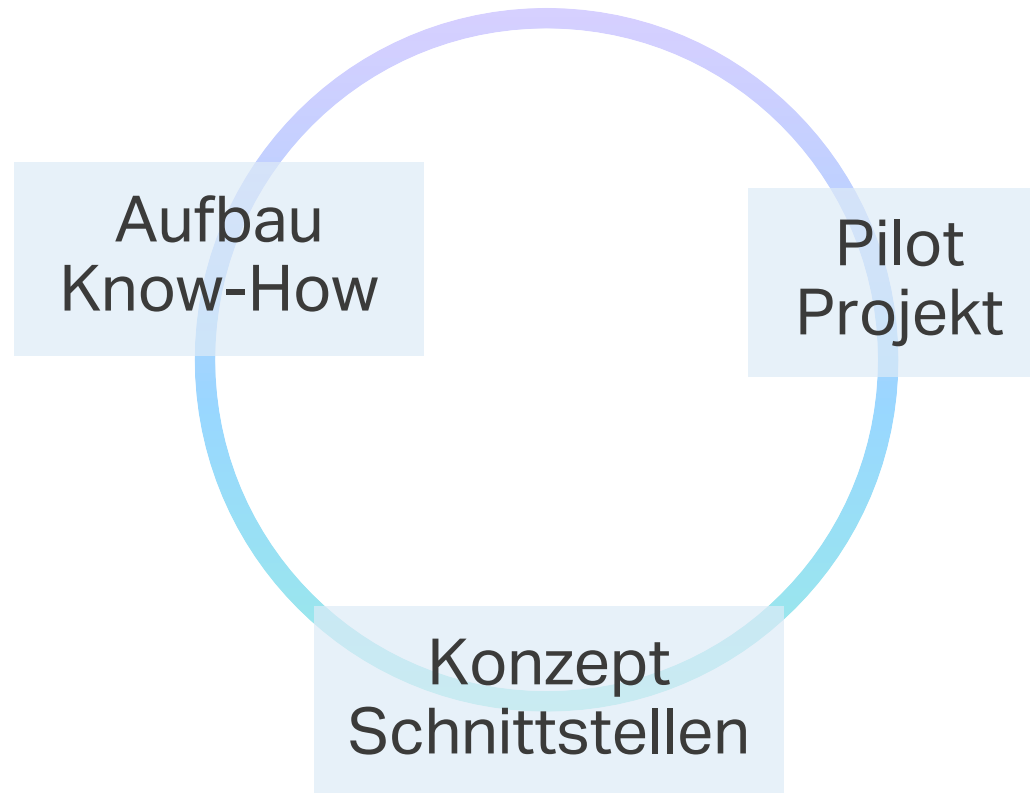 Aufbau
Know-How
Pilot
Projekt
Konzept
Schnittstellen